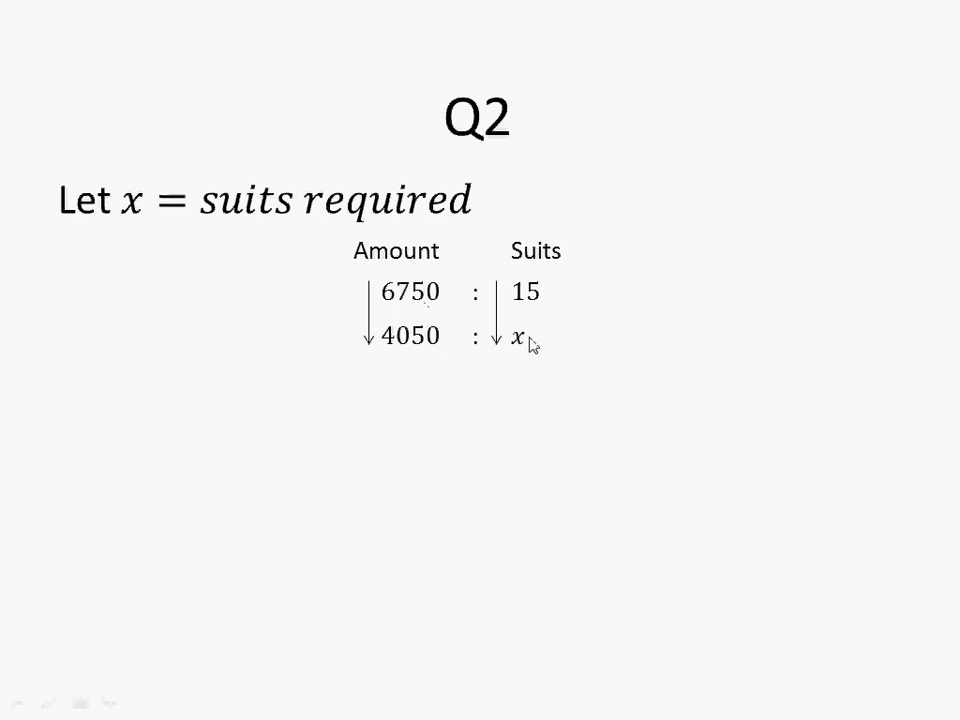 Q2
Let x = suits required
Amount Suits
6750 : 15
4050 : x